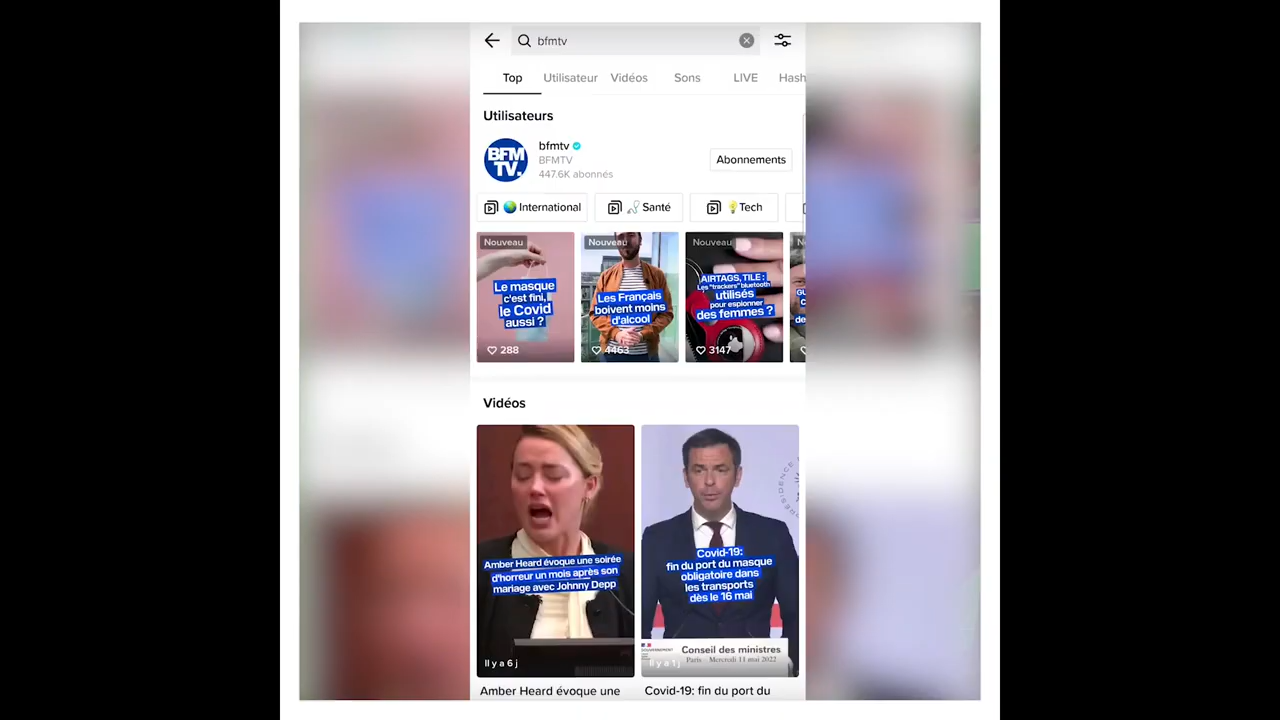 bfmtv
Top Utilisateur Vidéos Sons LIVE Hash
Utilisateurs
BFM
TV.
bfmtv
BFMTV
447.6K abonnés
Abonnements
International
Santé
Tech
Nouveau
Le masque
c'est fini,
le Covid
aussi ?
288
Nouveau
Les Français
boivent moins
d'alcool
4463
Nouveau
AIRTAGS, TILE :
Les "trackers" bluetooth
utilisés
pour espionner
des femmes ?
3147
Vidéos
Amber Heard évoque une soirée
d'horreur un mois après son
mariage avec Johnny Depp
Il y a 6 j
Amber Heard évoque une
Covid-19:
fin du port du masque
obligatoire dans
les transports
dès le 16 mai
Conseil des ministres
Paris - Mercredi 11 mai 2022
Il y a 1 j
Covid-19: fin du port du